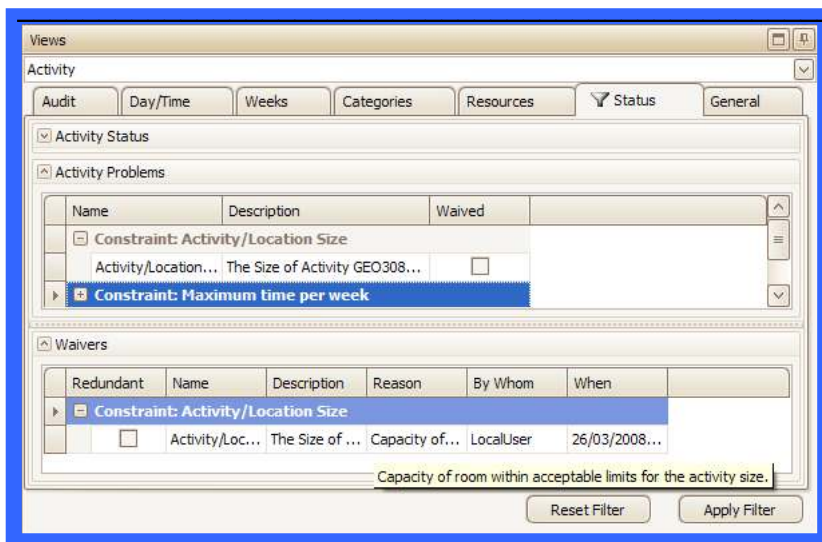 Views
Activity
Audit Day/Time Weeks Categories Resources Status General
Activity Status
Activity Problems
Name Description Waived
Constraint: Activity/Location Size
Activity/Location... The Size of Activity GEO308...
Constraint: Maximum time per week
Waivers
Redundant Name Description Reason By Whom When
Constraint: Activity/Location Size
Activity/Loc... The Size of ... Capacity of... LocalUser 26/03/2008...
Capacity of room within acceptable limits for the activity size.
Reset Filter Apply Filter